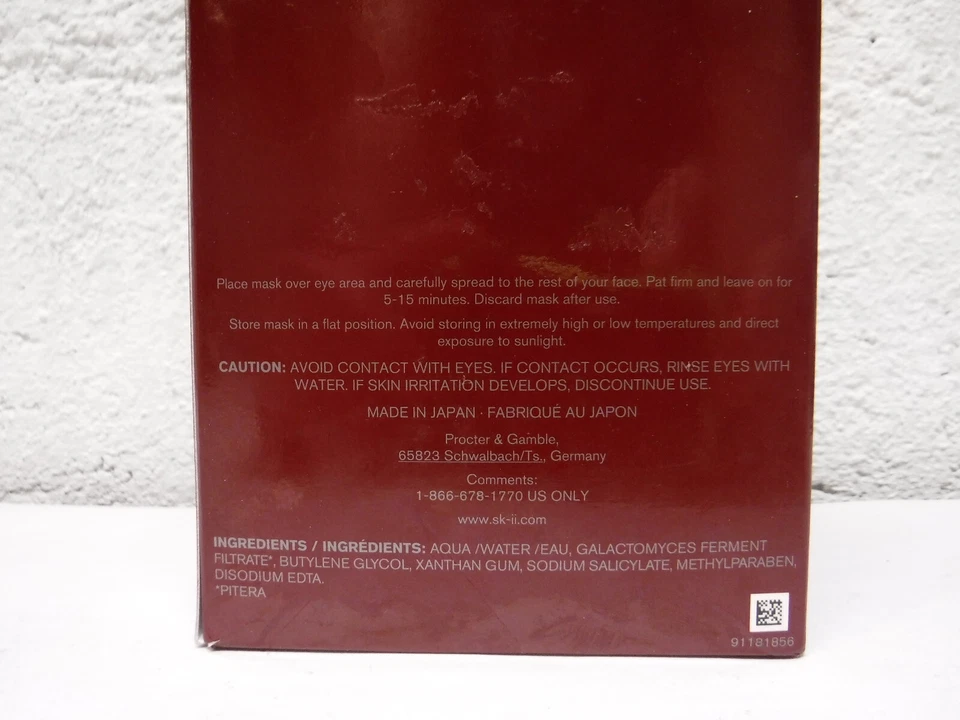 Place mask over eye area and carefully spread to the rest of your face. Pat firm and leave on for
5-15 minutes. Discard mask after use.
Store mask in a flat position. Avoid storing in extremely high or low temperatures and direct
exposure to sunlight.
CAUTION: AVOID CONTACT WITH EYES. IF CONTACT OCCURS, RINSE EYES WITH
WATER. IF SKIN IRRITATION DEVELOPS, DISCONTINUE USE.
MADE IN JAPAN · FABRIQUÉ AU JAPON
Procter & Gamble,
65823 Schwalbach/Ts., Germany
Comments:
1-866-678-1770 US ONLY
www.sk-ii.com
INGREDIENTS / INGRÉDIENTS: AQUA /WATER /EAU, GALACTOMYCES FERMENT
FILTRATE*, BUTYLENE GLYCOL, XANTHAN GUM, SODIUM SALICYLATE, METHYLPARABEN,
DISODIUM EDTA.
*PITERA
91181856